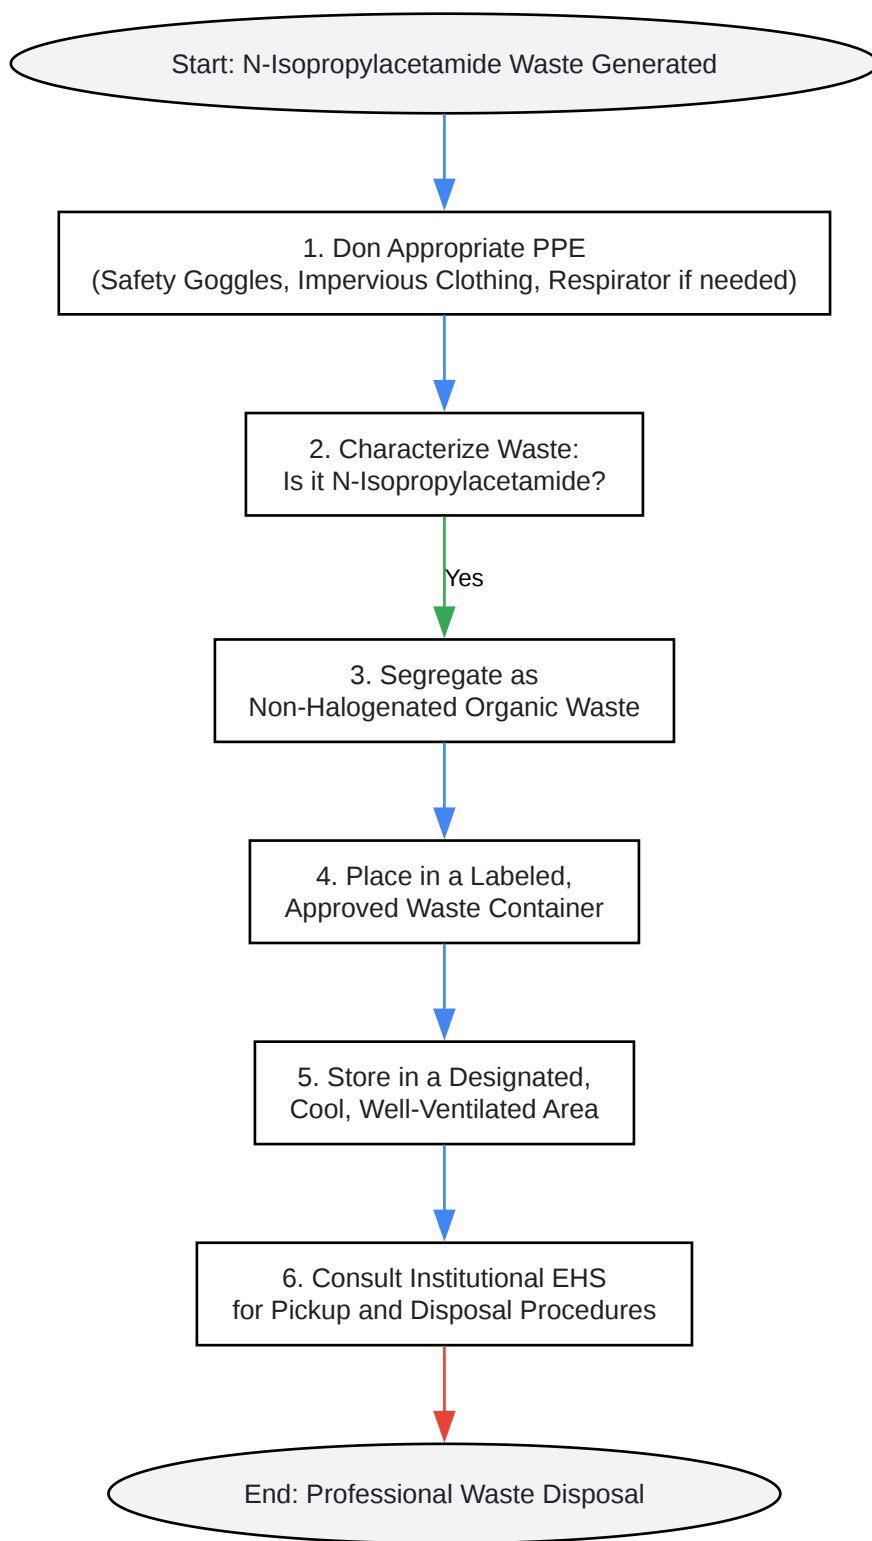 Start: N-Isopropylacetamide Waste Generated
1. Don Appropriate PPE
(Safety Goggles, Impervious Clothing, Respirator if needed)
2. Characterize Waste:
Is it N-Isopropylacetamide?
Yes
3. Segregate as
Non-Halogenated Organic Waste
4. Place in a Labeled,
Approved Waste Container
5. Store in a Designated,
Cool, Well-Ventilated Area
6. Consult Institutional EHS
for Pickup and Disposal Procedures
End: Professional Waste Disposal